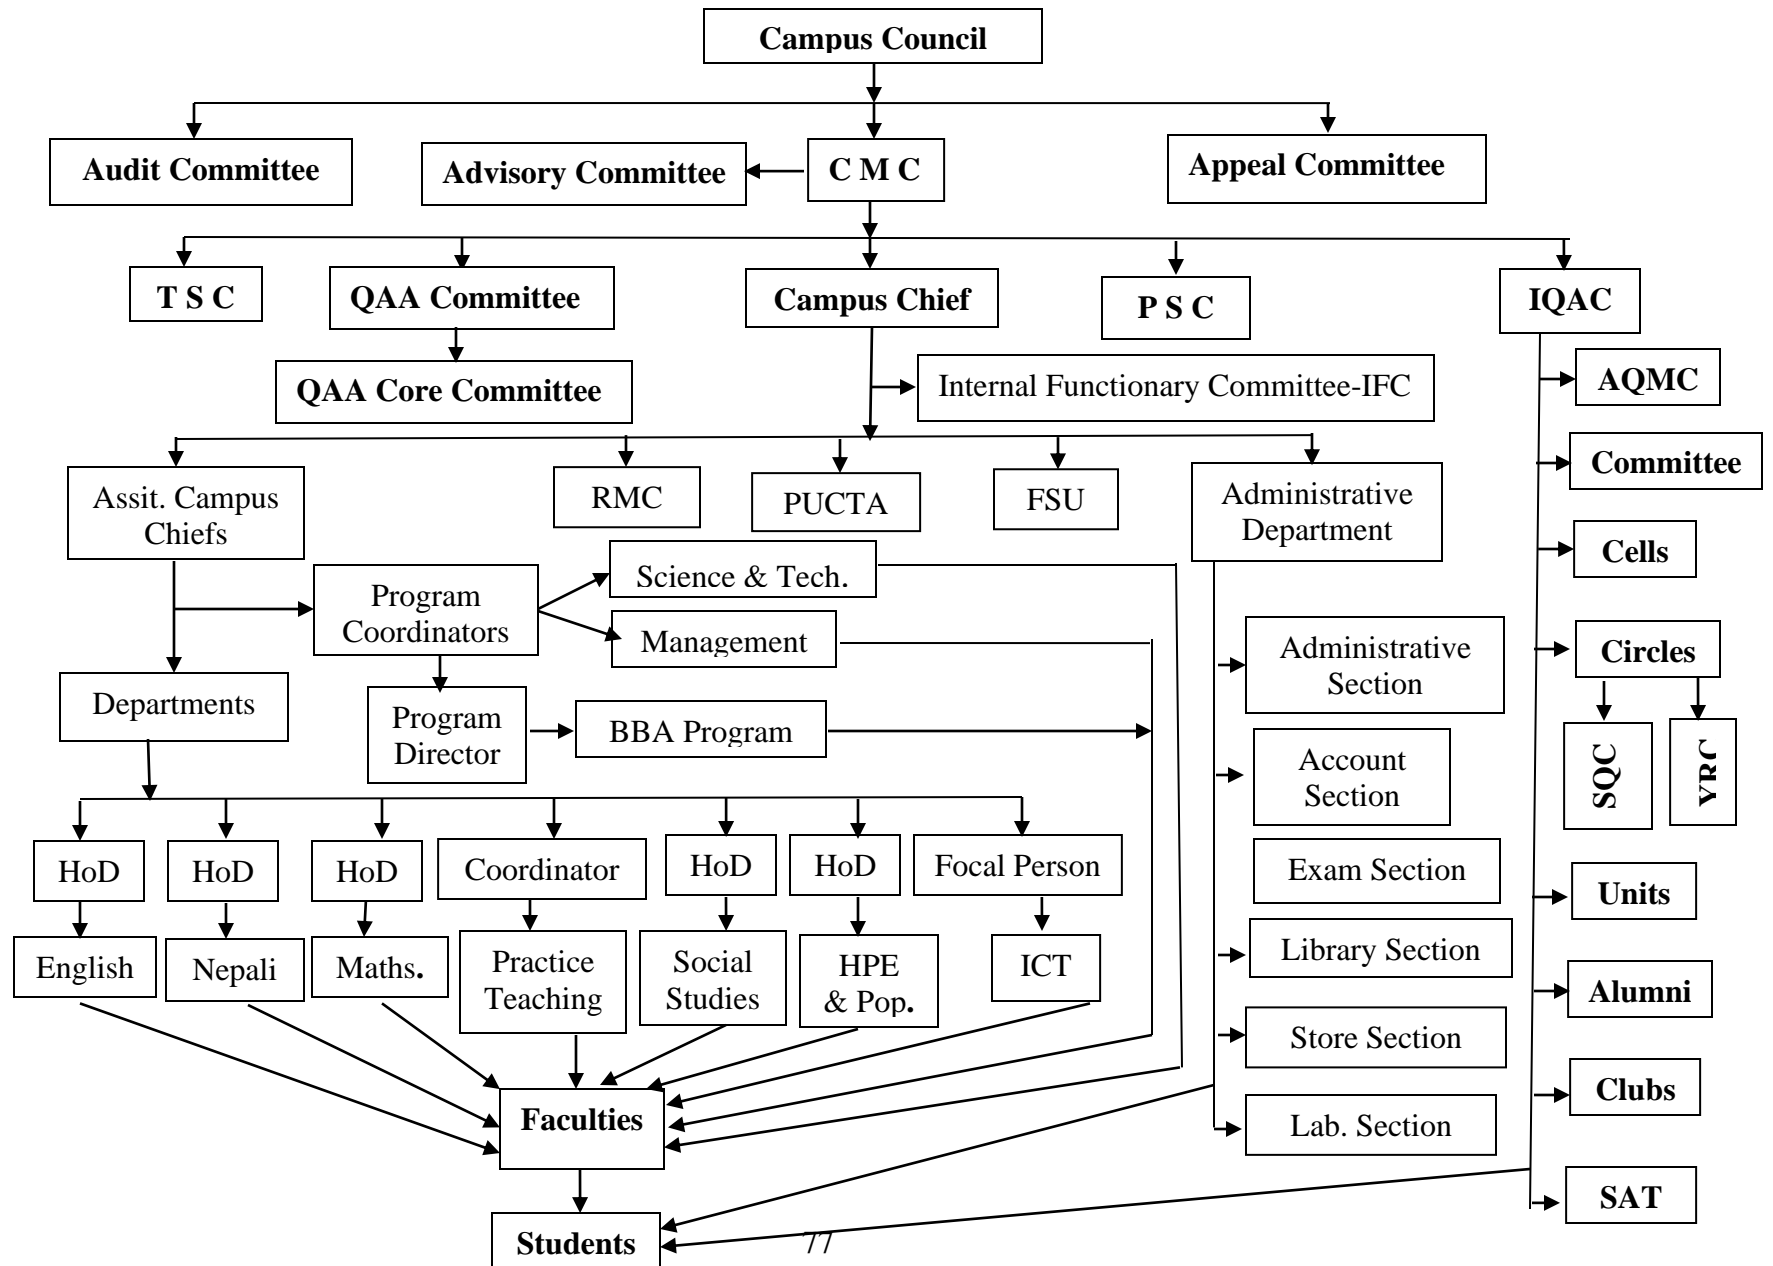 Campus Council
Audit Committee
Advisory Committee
C M C
Appeal Committee
T S C
QAA Committee
Campus Chief
P S C
IQAC
QAA Core Committee
Internal Functionary Committee-IFC
AQMC
Committee
Assit. Campus
Chiefs
RMC
PUCTA
FSU
Administrative
Department
Cells
Program
Coordinators
Science & Tech.
Management
Administrative
Section
Circles
Departments
Program
Director
BBA Program
Account
Section
SQC
YRC
HoD
HoD
HoD
Coordinator
HoD
HoD
Focal Person
Exam Section
Units
English
Nepali
Maths.
Practice
Teaching
Social
Studies
HPE
& Pop.
ICT
Library Section
Alumni
Store Section
Clubs
Faculties
Lab. Section
SAT
Students
77